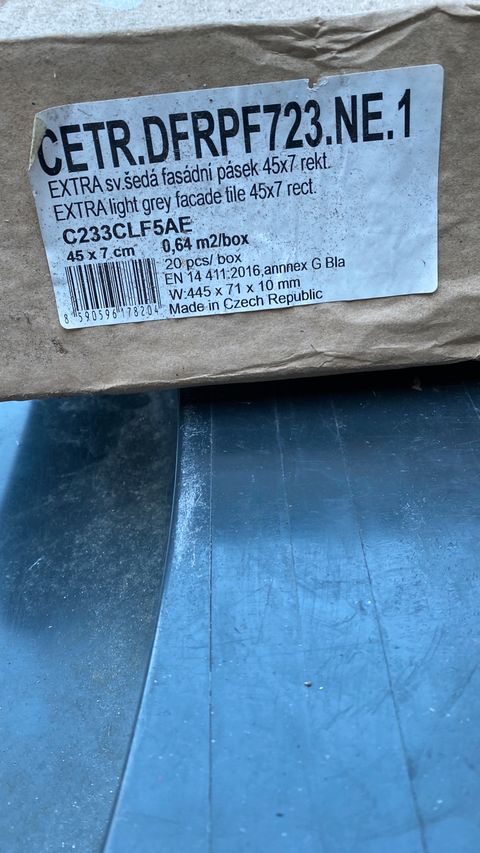 CETR.DFRPF723.NE.1
EXTRA sv.šedá fasádní pásek 45x7 rekt.
EXTRA light grey facade tile 45x7 rect.
C233CLF5AE
45 x 7 cm
0,64 m2/box
20 pcs/ box
EN 14 411:2016,annnex G Bla
W:445 x 71 x 10 mm
Made in Czech Republic
8 590596 178204